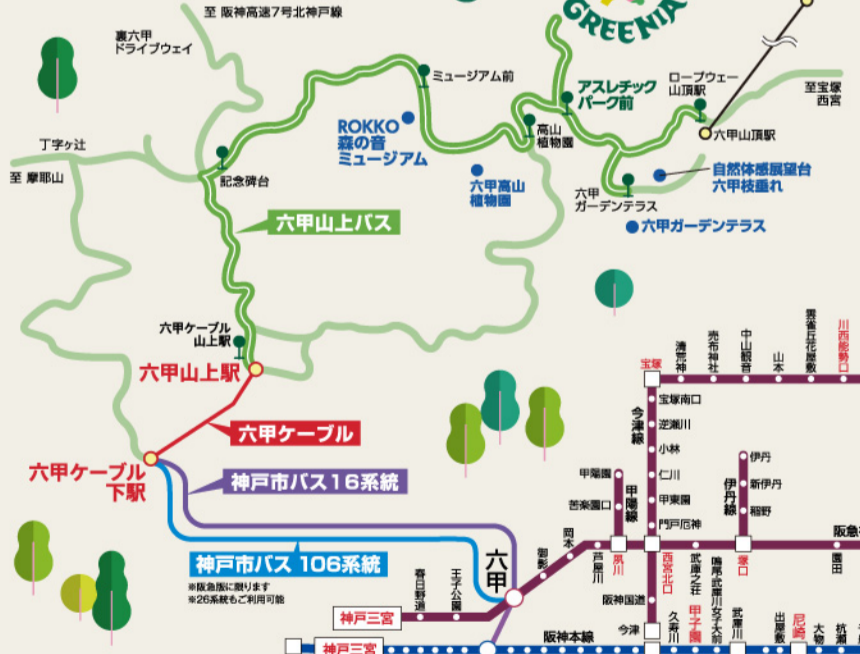 至 阪神高速7号北神戸線
GREENIA
裏六甲
ドライブウェイ
ミュージアム前
アスレチック
パーク前
ロープウェー
山頂駅
至宝塚
西宮
ROKKO
森の音
ミュージアム
高山
植物園
六甲山頂駅
丁字ヶ辻
至 摩耶山
記念碑台
六甲高山
植物園
六甲
ガーデンテラス
自然体感展望台
六甲枝垂れ
六甲山上バス
六甲ガーデンテラス
六甲ケーブル
山上駅
六甲山上駅
六甲ケーブル
六甲ケーブル
下駅
神戸市バス16系統
神戸市バス 106系統
※阪急版に限ります
※26系統もご利用可能
宝塚
清荒神
売布神社
中山観音
山本
雲雀丘花屋敷
川西能勢口
今津線
宝塚南口
逆瀬川
小林
仁川
甲東園
門戸厄神
甲陽園
苦楽園口
甲陽線
伊丹線
伊丹
新伊丹
稲野
阪急
六甲
御影
岡本
芦屋川
夙川
西宮北口
武庫之荘
塚口
園田
春日野道
王子公園
神戸三宮
阪神国道
今津
久寿川
甲子園
鳴尾・武庫川女子大前
武庫川
出屋敷
尼崎
大物
杭瀬
神戸三宮
阪神本線